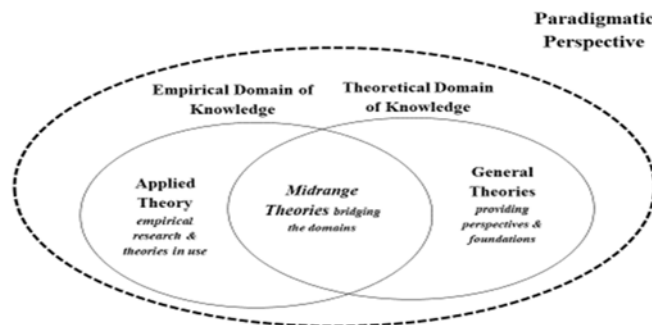 Paradigmatic
Perspective
Empirical Domain of
Knowledge
Theoretical Domain
of Knowledge
Applied
Theory
empirical
research &
theories in use
Midrange
Theories bridging
the domains
General
Theories
providing
perspectives &
foundations